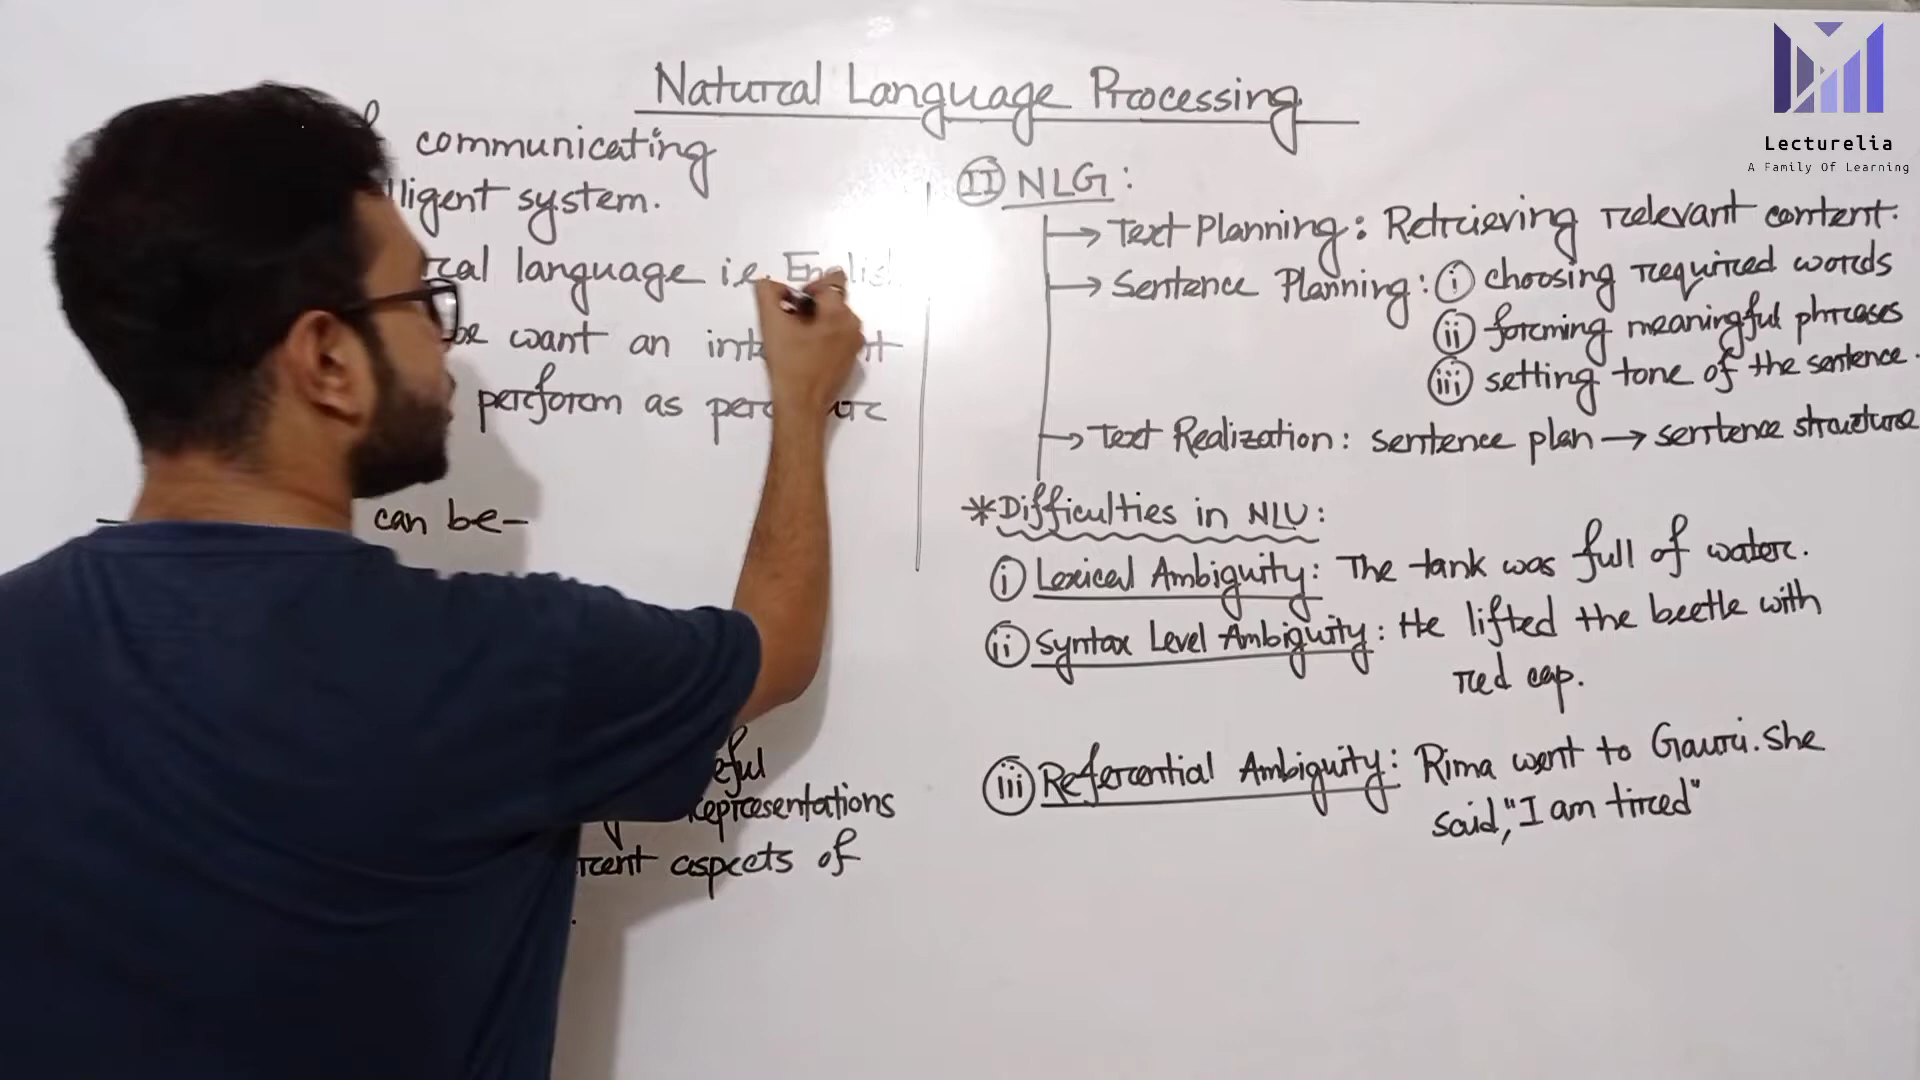 Natural Language Processing
communicating
lligent system.
ral language i.e. English
be want an
perform as per
can be-
eful
representations
rent aspects of
II NLG:
→ Text Planning: Retrieving relevant content.
→ Sentence Planning: i choosing required words
ii forming meaningful phrases
iii setting tone of the sentence.
→ Text Realization: sentence plan → sentence structure
*Difficulties in NLU:
i Lexical Ambiguity: The tank was full of water.
ii Syntax Level Ambiguity: He lifted the beetle with
red cap.
iii Referential Ambiguity: Rima went to Gauri. She
said, "I am tired"
Lecturelia
A Family Of Learning